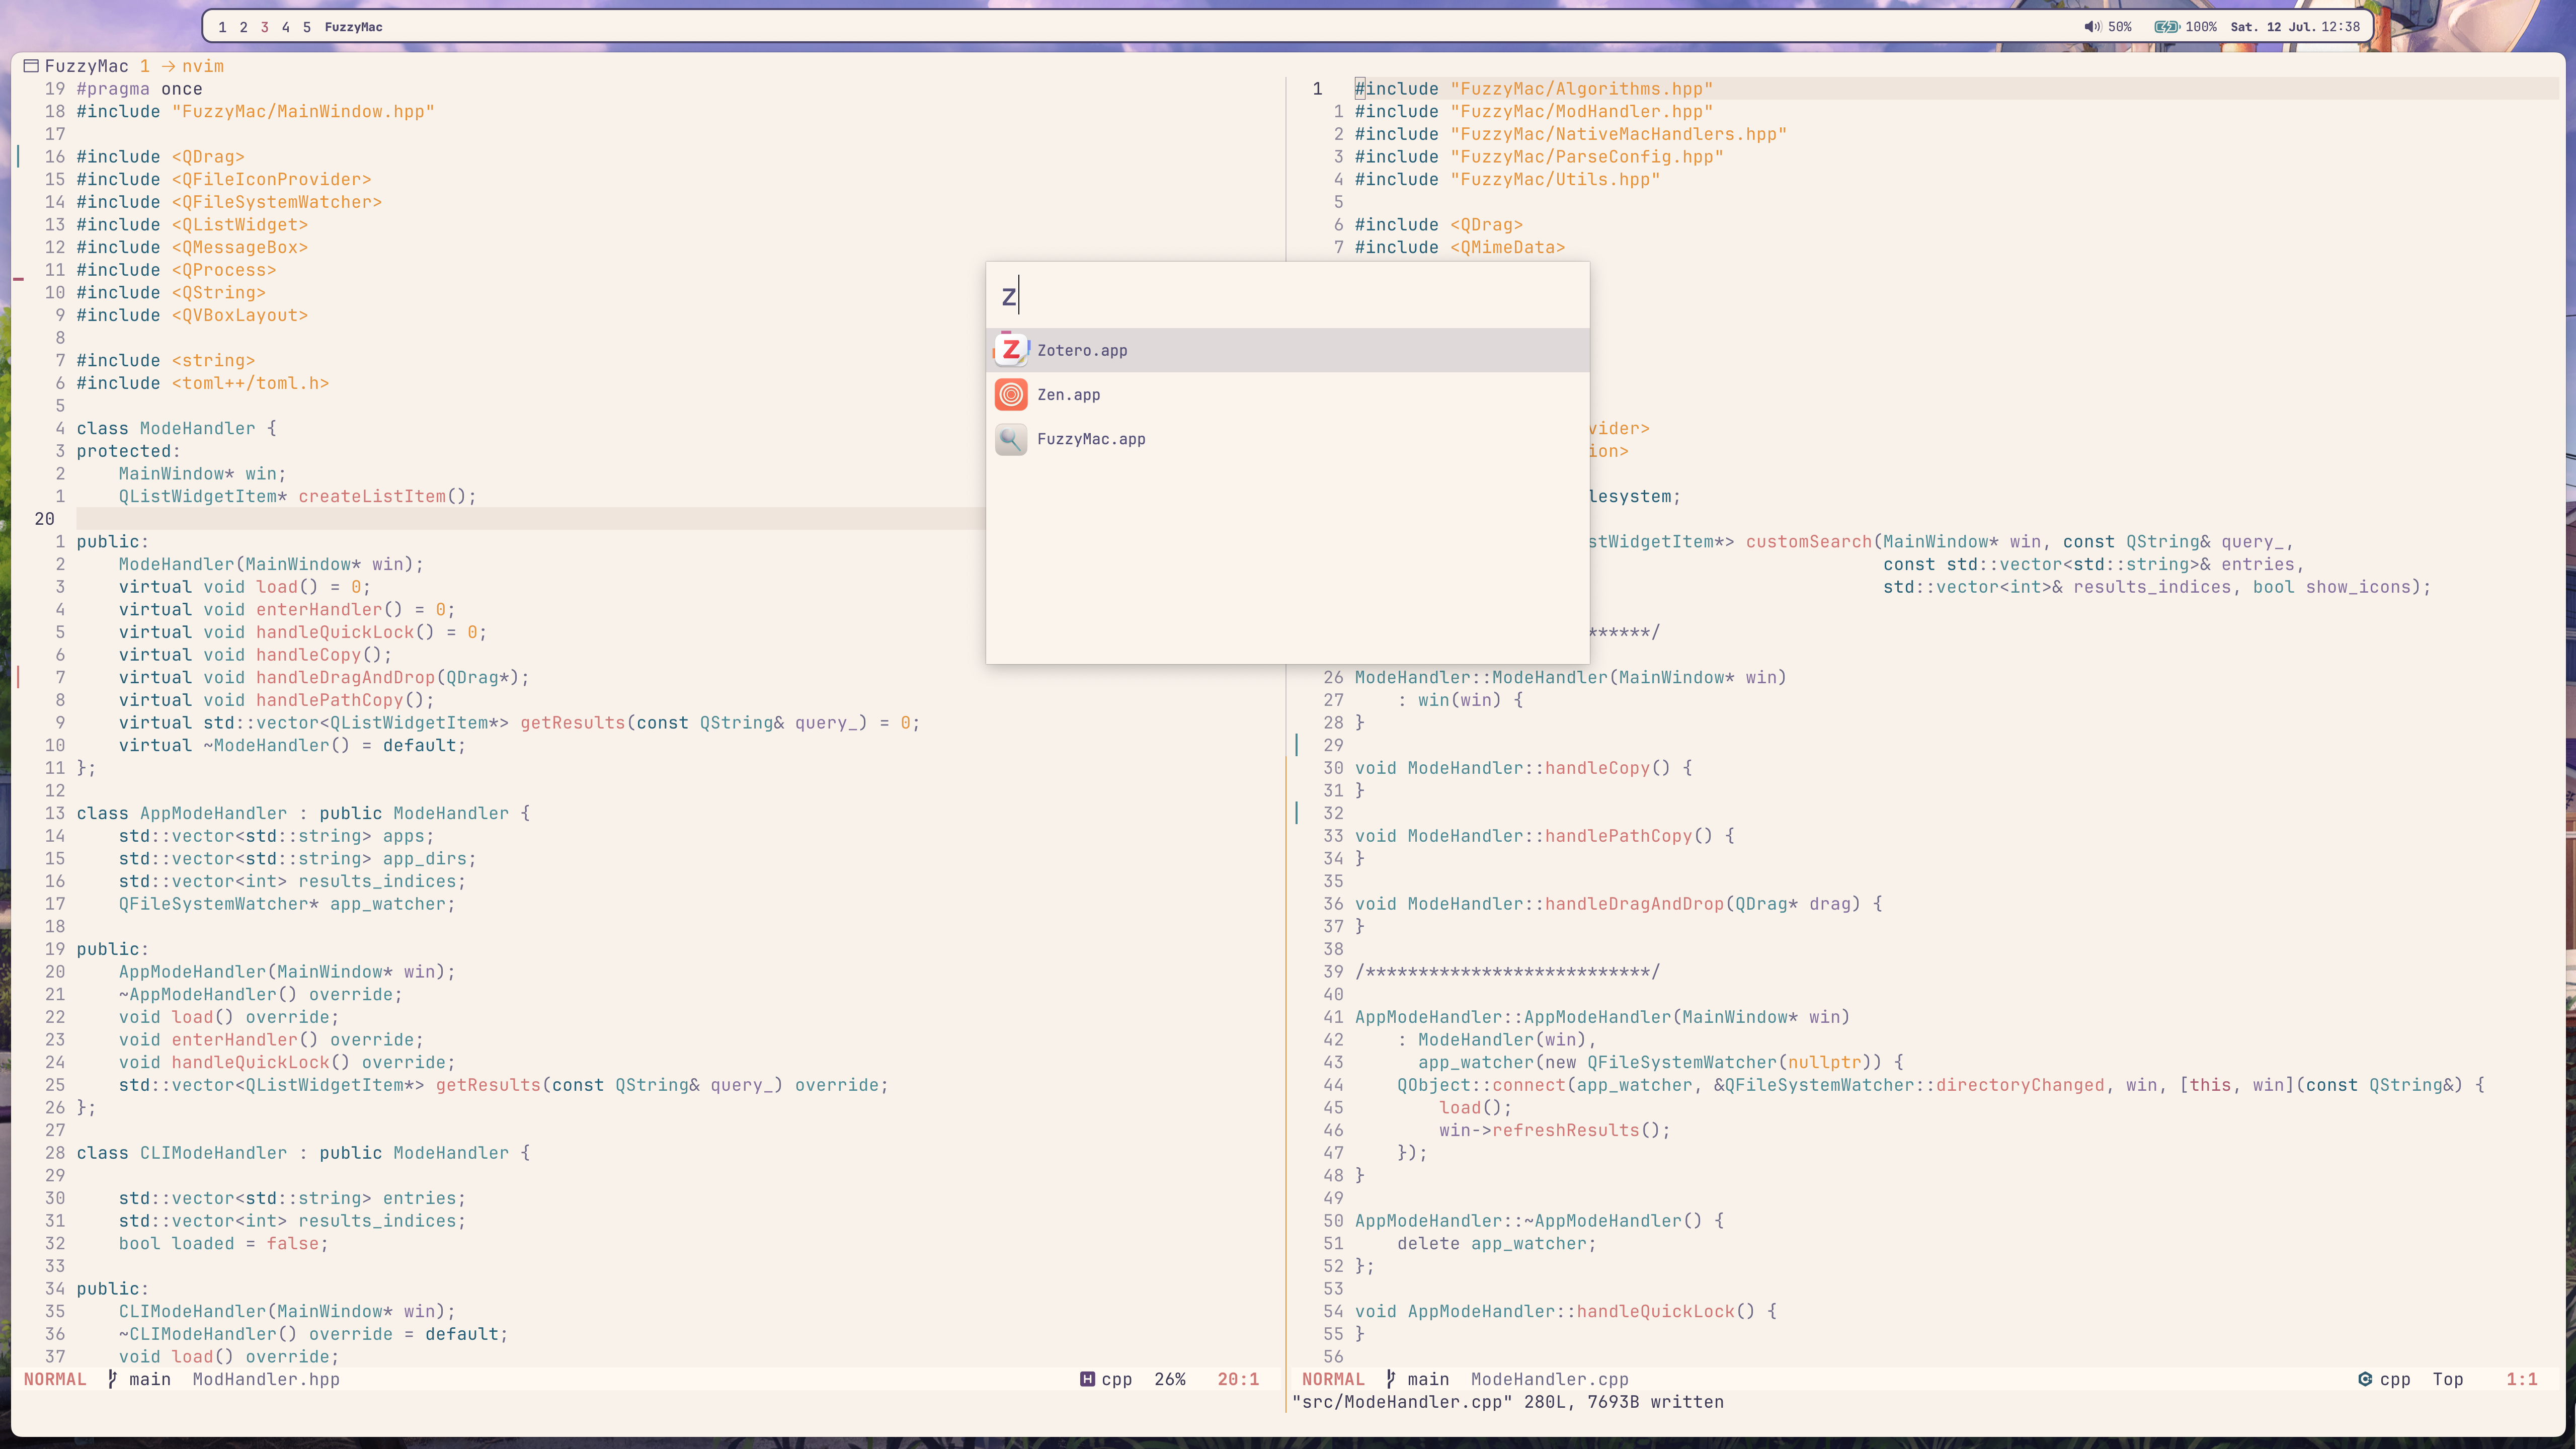 1 2 3 4 5 FuzzyMac 50% 100% Sat. 12 Jul. 12:38
FuzzyMac 1 → nvim
19 #pragma once
18 #include "FuzzyMac/MainWindow.hpp"
17
16 #include <QDrag>
15 #include <QFileIconProvider>
14 #include <QFileSystemWatcher>
13 #include <QListWidget>
12 #include <QMessageBox>
11 #include <QProcess>
10 #include <QString>
9 #include <QVBoxLayout>
8
7 #include <string>
6 #include <toml++/toml.h>
5
4 class ModeHandler {
3 protected:
2     MainWindow* win;
1     QListWidgetItem* createListItem();
20
1 public:
2     ModeHandler(MainWindow* win);
3     virtual void load() = 0;
4     virtual void enterHandler() = 0;
5     virtual void handleQuickLock() = 0;
6     virtual void handleCopy();
7     virtual void handleDragAndDrop(QDrag*);
8     virtual void handlePathCopy();
9     virtual std::vector<QListWidgetItem*> getResults(const QString& query_) = 0;
10     virtual ~ModeHandler() = default;
11 };
12
13 class AppModeHandler : public ModeHandler {
14     std::vector<std::string> apps;
15     std::vector<std::string> app_dirs;
16     std::vector<int> results_indices;
17     QFileSystemWatcher* app_watcher;
18
19 public:
20     AppModeHandler(MainWindow* win);
21     ~AppModeHandler() override;
22     void load() override;
23     void enterHandler() override;
24     void handleQuickLock() override;
25     std::vector<QListWidgetItem*> getResults(const QString& query_) override;
26 };
27
28 class CLIModeHandler : public ModeHandler {
29
30     std::vector<std::string> entries;
31     std::vector<int> results_indices;
32     bool loaded = false;
33
34 public:
35     CLIModeHandler(MainWindow* win);
36     ~CLIModeHandler() override = default;
37     void load() override;
NORMAL main ModHandler.hpp H cpp 26% 20:1
z
Z Zotero.app
Zen.app
FuzzyMac.app
1 #include "FuzzyMac/Algorithms.hpp"
1 #include "FuzzyMac/ModHandler.hpp"
2 #include "FuzzyMac/NativeMacHandlers.hpp"
3 #include "FuzzyMac/ParseConfig.hpp"
4 #include "FuzzyMac/Utils.hpp"
5
6 #include <QDrag>
7 #include <QMimeData>
vider>
ion>
lesystem;
stWidgetItem*> customSearch(MainWindow* win, const QString& query_,
const std::vector<std::string>& entries,
std::vector<int>& results_indices, bool show_icons);
******/
26 ModeHandler::ModeHandler(MainWindow* win)
27     : win(win) {
28 }
29
30 void ModeHandler::handleCopy() {
31 }
32
33 void ModeHandler::handlePathCopy() {
34 }
35
36 void ModeHandler::handleDragAndDrop(QDrag* drag) {
37 }
38
39 /***************************/
40
41 AppModeHandler::AppModeHandler(MainWindow* win)
42     : ModeHandler(win),
43       app_watcher(new QFileSystemWatcher(nullptr)) {
44     QObject::connect(app_watcher, &QFileSystemWatcher::directoryChanged, win, [this, win](const QString&) {
45         load();
46         win->refreshResults();
47     });
48 }
49
50 AppModeHandler::~AppModeHandler() {
51     delete app_watcher;
52 };
53
54 void AppModeHandler::handleQuickLock() {
55 }
56
NORMAL main ModeHandler.cpp cpp Top 1:1
"src/ModeHandler.cpp" 280L, 7693B written